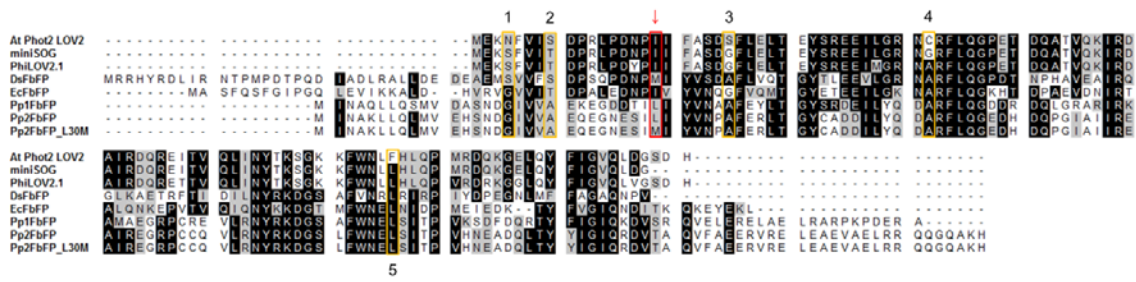 1 2 ↓ 3 4
At Phot2 LOV2 - - - - - - - - - - - - - - - - - - - - - - - - - - - - - - - - M E K N F V I S D P R L P D N P I I F A S D S F L E L T E Y S R E E I L G R N C R F L Q G P E T D Q A T V Q K I R D
miniSOG - - - - - - - - - - - - - - - - - - - - - - - - - - - - - - - - M E K S F V I T D P R L P D N P I I F A S D G F L E L T E Y S R E E I L G R N G R F L Q G P E T D Q A T V Q K I R D
PhiLOV2.1 - - - - - - - - - - - - - - - - - - - - - - - - - - - - - - - - M E K S F V I T D P R L P D Y P I I F A S D G F L E L T E Y S R E E I M G R N A R F L Q G P E T D Q A T V Q K I R D
DsFbFP M R R H Y R D L I R N T P M P D T P Q D I A D L R A L L D E D E A E M S V V F S D P S Q P D N P M I Y V S D A F L V Q T G Y T L E E V L G R N A R F L Q G P D T N P H A V E A I R Q
EcFbFP - - - - - - M A S F Q S F G I P G Q L E V I K K A L D - - H V R V G V V I T D P A L E D N P I I Y V N Q G F V Q M T G Y E T E E I L G K N A R F L Q G K H T D P A E V D N I R T
Pp1FbFP - - - - - - - - - - - - - - - - - - - M I N A Q L L Q S M V D A S N D G I V V A E K E G D D T I L I Y V N A A F E Y L T G Y S R D E I L Y Q D A R F L Q G D D R D Q L G R A R I R K
Pp2FbFP - - - - - - - - - - - - - - - - - - - M I N A K L L Q L M V E H S N D G I V V A E Q E G N E S I L I Y V N P A F E R L T G Y C A D D I L Y Q D A R F L Q G E D H D Q P G I A I I R E
Pp2FbFP_L30M - - - - - - - - - - - - - - - - - - - M I N A K L L Q L M V E H S N D G I V V A E Q E G N E S I L M Y V N P A F E R L T G Y C A D D I L Y Q D A R F L Q G E D H D Q P G I A I I R E
At Phot2 LOV2 A I R D Q R E I T V Q L I N Y T K S G K K F W N L F H L Q P M R D Q K G E L Q Y F I G V Q L D G S D H - - - - - - - - - - - - - - - - - - - - - - -
miniSOG A I R D Q R E I T V Q L I N Y T K S G K K F W N L L H L Q P M R D Q K G E L Q Y F I G V Q L D G - - - - - - - - - - - - - - - - - - - - - - - - - -
PhiLOV2.1 A I R D Q R E T T V Q L I N Y T K S G K K F W N L L H L Q P V R D R K G G L Q Y F I G V Q L V G S D H - - - - - - - - - - - - - - - - - - - - - - -
DsFbFP G L K A E T R F T I D I L N Y R K D G S A F V N R L R I R P I Y D P E G N L M F F A G A Q N P V - - - - - - - - - - - - - - - - - - - - - - - - - -
EcFbFP A L Q N K E P V T V Q I Q N Y K K D G T M F W N E L N I D P M E I E D K - - T Y F V G I Q N D I T K Q K E Y E K L - - - - - - - - - - - - - - - -
Pp1FbFP A M A E G R P C R E V L R N Y R K D G S A F W N E L S I T P V K S D F D Q R T Y F I G I Q K D V S R Q V E L E R E L A E L R A R P K P D E R A - - - - - -
Pp2FbFP A I R E G R P C C Q V L R N Y R K D G S L F W N E L S I T P V H N E A D Q L T Y Y I G I Q R D V T A Q V F A E E R V R E L E A E V A E L R R Q Q G Q A K H
Pp2FbFP_L30M A I R E G R P C C Q V L R N Y R K D G S L F W N E L S I T P V H N E A D Q L T Y Y I G I Q R D V T A Q V F A E E R V R E L E A E V A E L R R Q Q G Q A K H
5